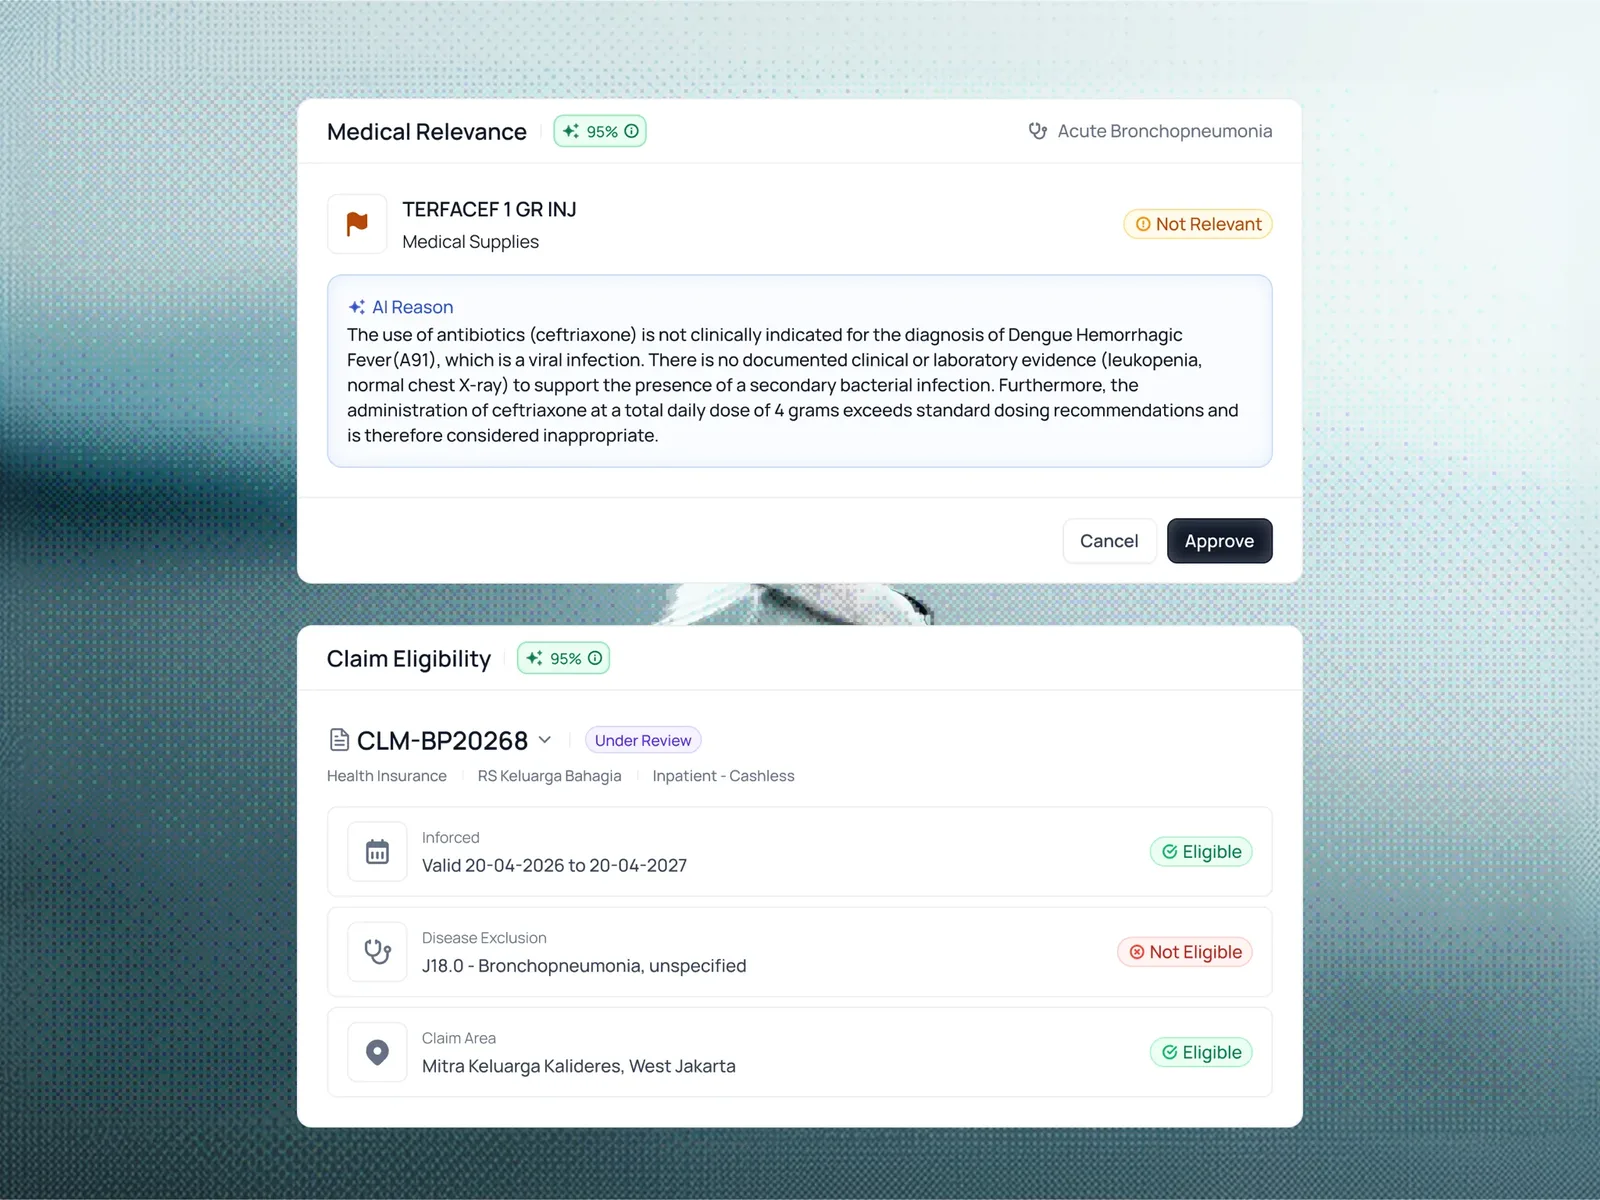 Medical Relevance
95%
Acute Bronchopneumonia
TERFACEF 1 GR INJ
Medical Supplies
Not Relevant
AI Reason
The use of antibiotics (ceftriaxone) is not clinically indicated for the diagnosis of Dengue Hemorrhagic
Fever(A91), which is a viral infection. There is no documented clinical or laboratory evidence (leukopenia,
normal chest X-ray) to support the presence of a secondary bacterial infection. Furthermore, the
administration of ceftriaxone at a total daily dose of 4 grams exceeds standard dosing recommendations and
is therefore considered inappropriate.
Cancel
Approve
Claim Eligibility
95%
CLM-BP20268
Under Review
Health Insurance
RS Keluarga Bahagia
Inpatient - Cashless
Inforced
Valid 20-04-2026 to 20-04-2027
Eligible
Disease Exclusion
J18.0 - Bronchopneumonia, unspecified
Not Eligible
Claim Area
Mitra Keluarga Kalideres, West Jakarta
Eligible